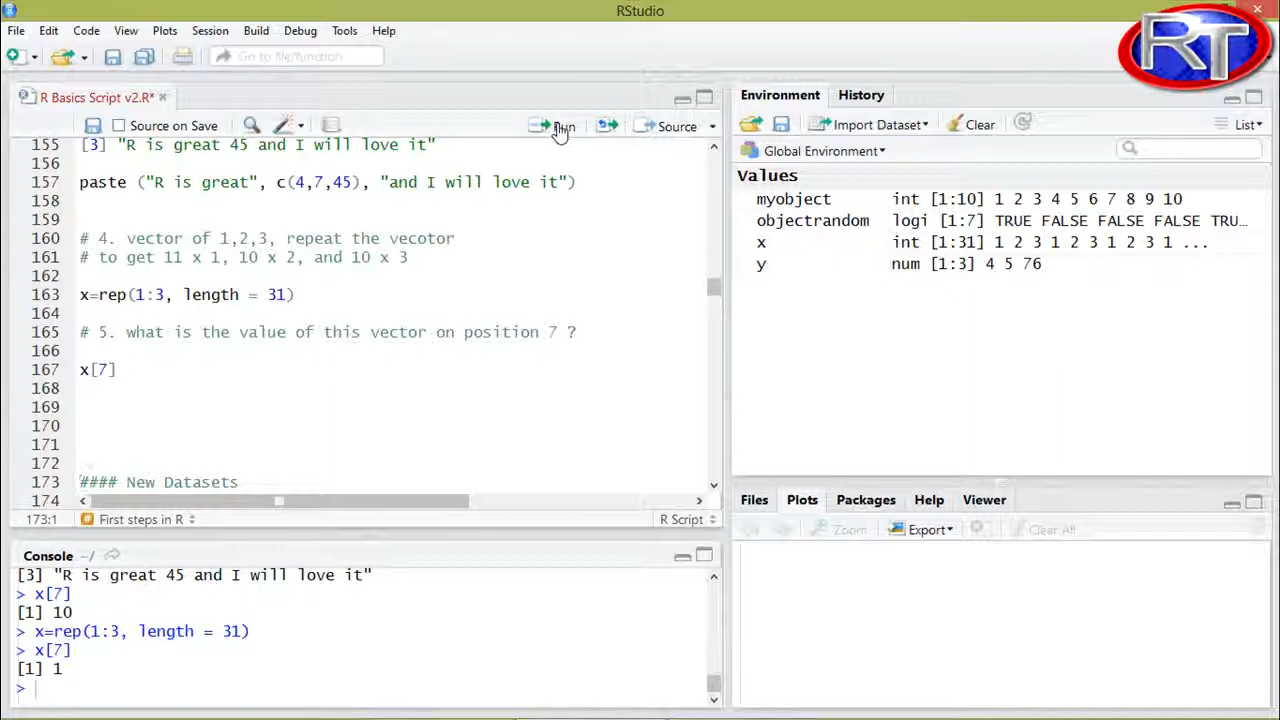 RStudio
RT
File Edit Code View Plots Session Build Debug Tools Help
Go to file/function
R Basics Script v2.R*
Source on Save Run Source
155 [3] "R is great 45 and I will love it"
156
157 paste ("R is great", c(4,7,45), "and I will love it")
158
159
160 # 4. vector of 1,2,3, repeat the vecotor
161 # to get 11 x 1, 10 x 2, and 10 x 3
162
163 x=rep(1:3, length = 31)
164
165 # 5. what is the value of this vector on position 7 ?
166
167 x[7]
168
169
170
171
172
173 #### New Datasets
174
173:1 First steps in R R Script
Console ~/
[3] "R is great 45 and I will love it"
> x[7]
[1] 10
> x=rep(1:3, length = 31)
> x[7]
[1] 1
>
Environment History
Import Dataset Clear List
Global Environment
Values
myobject int [1:10] 1 2 3 4 5 6 7 8 9 10
objectrandom logi [1:7] TRUE FALSE FALSE FALSE TRU…
x int [1:31] 1 2 3 1 2 3 1 2 3 1 ...
y num [1:3] 4 5 76
Files Plots Packages Help Viewer
Zoom Export Clear All